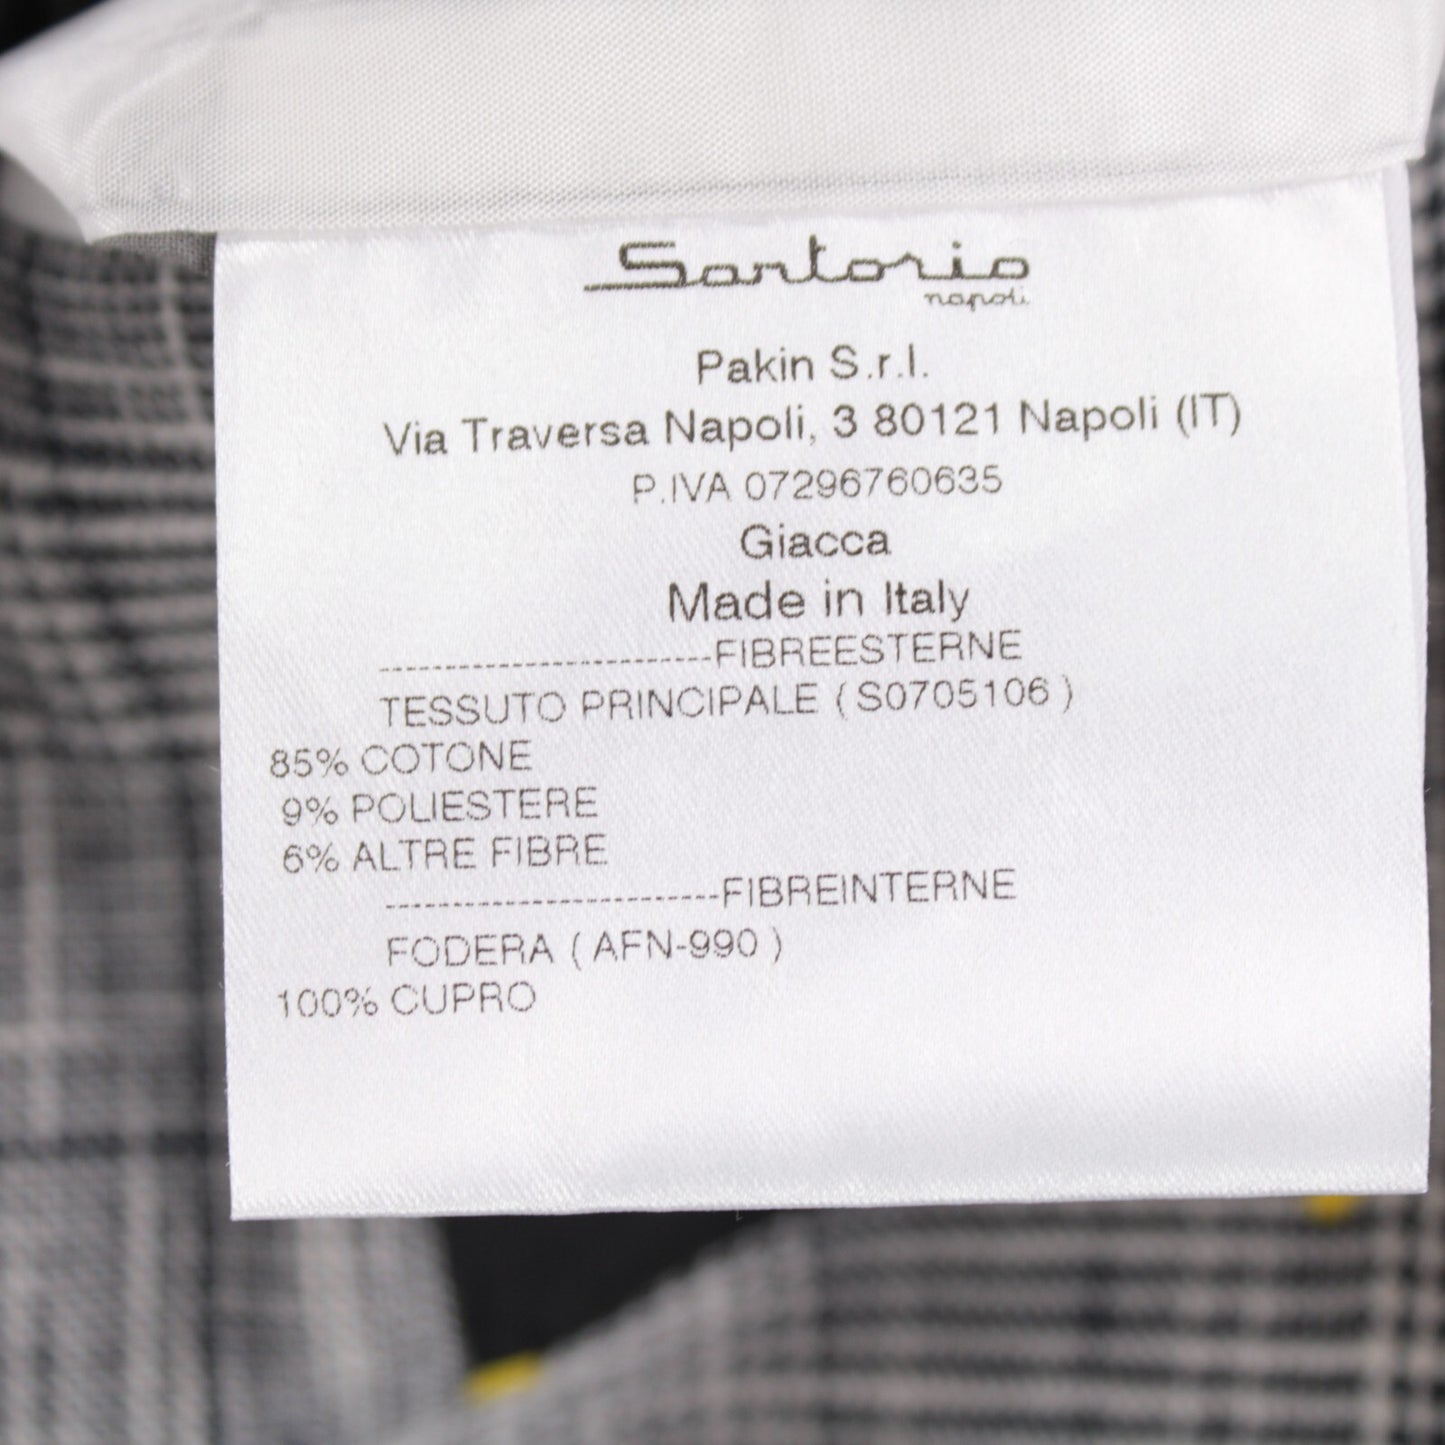 Sartorio
napoli
Pakin S.r.l.
Via Traversa Napoli, 3 80121 Napoli (IT)
P.IVA 07296760635
Giacca
Made in Italy
-------------------------FIBREESTERNE
TESSUTO PRINCIPALE ( S0705106 )
85% COTONE
9% POLIESTERE
6% ALTRE FIBRE
-------------------------FIBREINTERNE
FODERA ( AFN-990 )
100% CUPRO